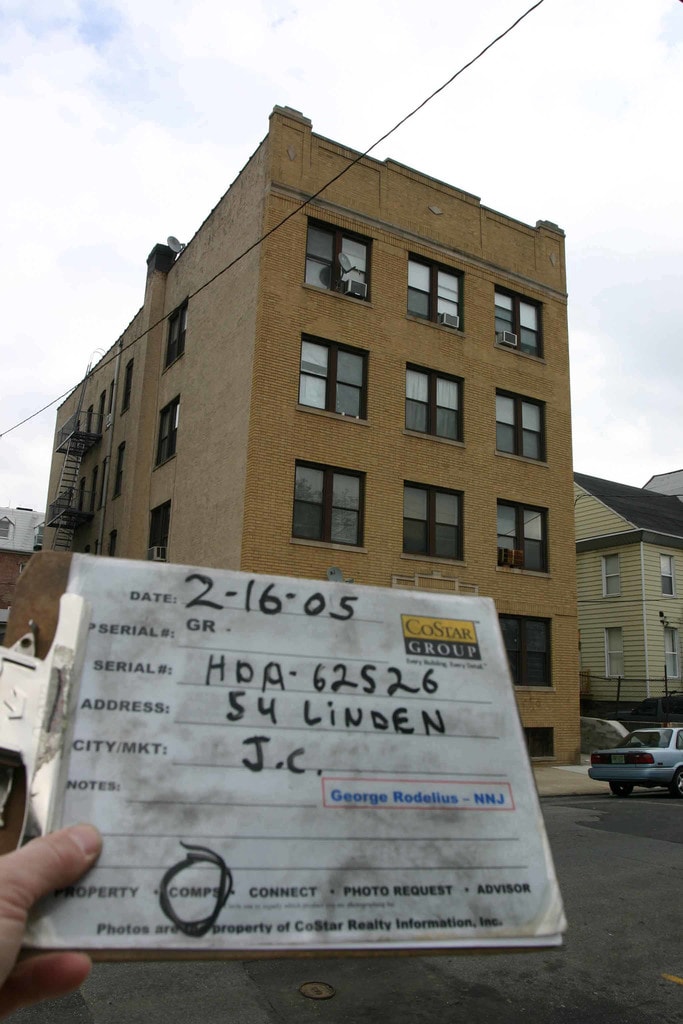 DATE: 2-16-05
PSERIAL#: GR -
COSTAR
GROUP
SERIAL#: HDA-62526
ADDRESS: 54 LINDEN
CITY/MKT: J.C.
NOTES:
George Rodelius – NNJ
PROPERTY • COMPS • CONNECT • PHOTO REQUEST • ADVISOR
Photos are property of CoStar Realty Information, Inc.